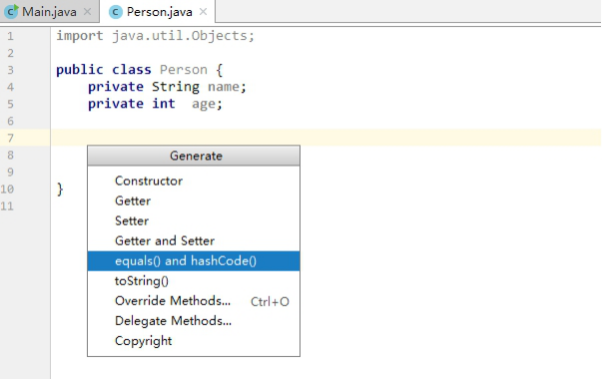 Main.java
Person.java
1 import java.util.Objects;
2
3 public class Person {
4 private String name;
5 private int age;
6
7
8
9
10 }
11
Generate
Constructor
Getter
Setter
Getter and Setter
equals() and hashCode()
toString()
Override Methods... Ctrl+O
Delegate Methods...
Copyright